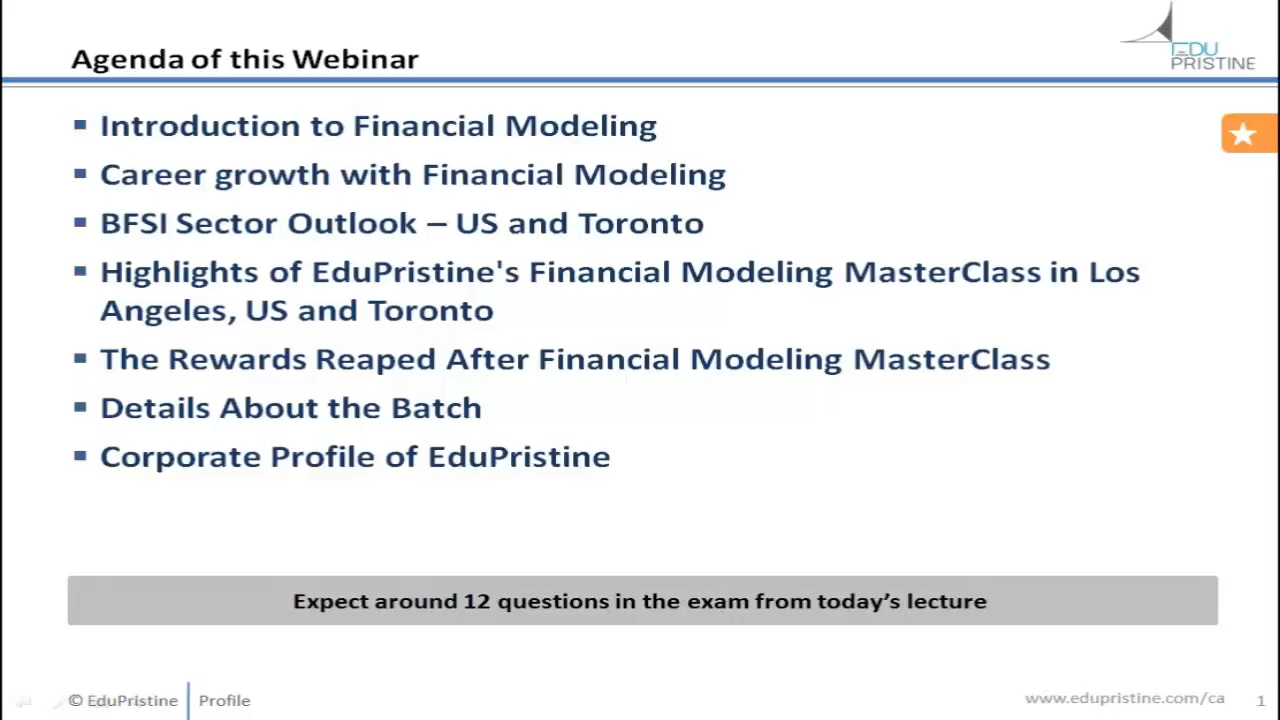 Agenda of this Webinar
EDU
PRISTINE
Introduction to Financial Modeling
Career growth with Financial Modeling
BFSI Sector Outlook – US and Toronto
Highlights of EduPristine's Financial Modeling MasterClass in Los
Angeles, US and Toronto
The Rewards Reaped After Financial Modeling MasterClass
Details About the Batch
Corporate Profile of EduPristine
Expect around 12 questions in the exam from today’s lecture
© EduPristine Profile www.edupristine.com/ca 1